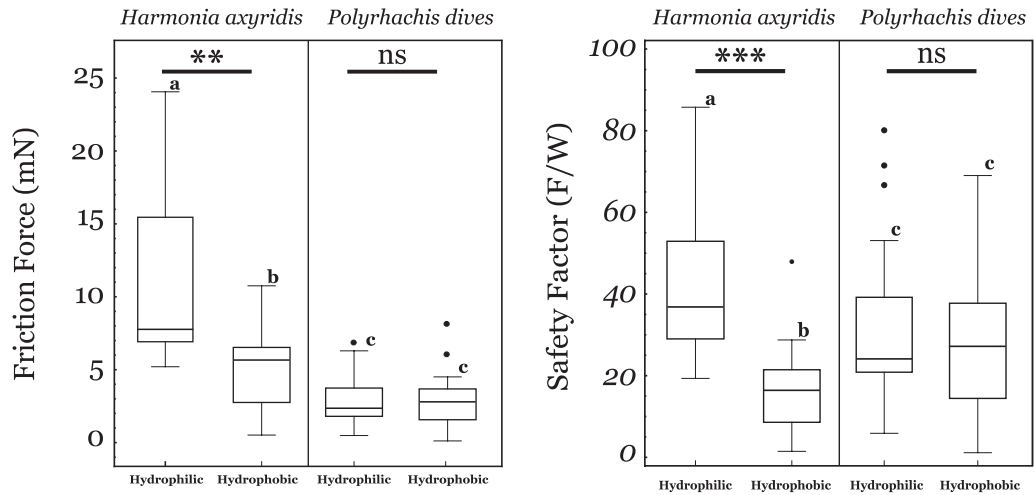 Harmonia axyridis Polyrhachis dives
** ns
a
b
c
c
25
20
15
10
5
0
Friction Force (mN)
Hydrophilic Hydrophobic Hydrophilic Hydrophobic
Harmonia axyridis Polyrhachis dives
*** ns
a
b
c
c
100
80
60
40
20
0
Safety Factor (F/W)
Hydrophilic Hydrophobic Hydrophilic Hydrophobic